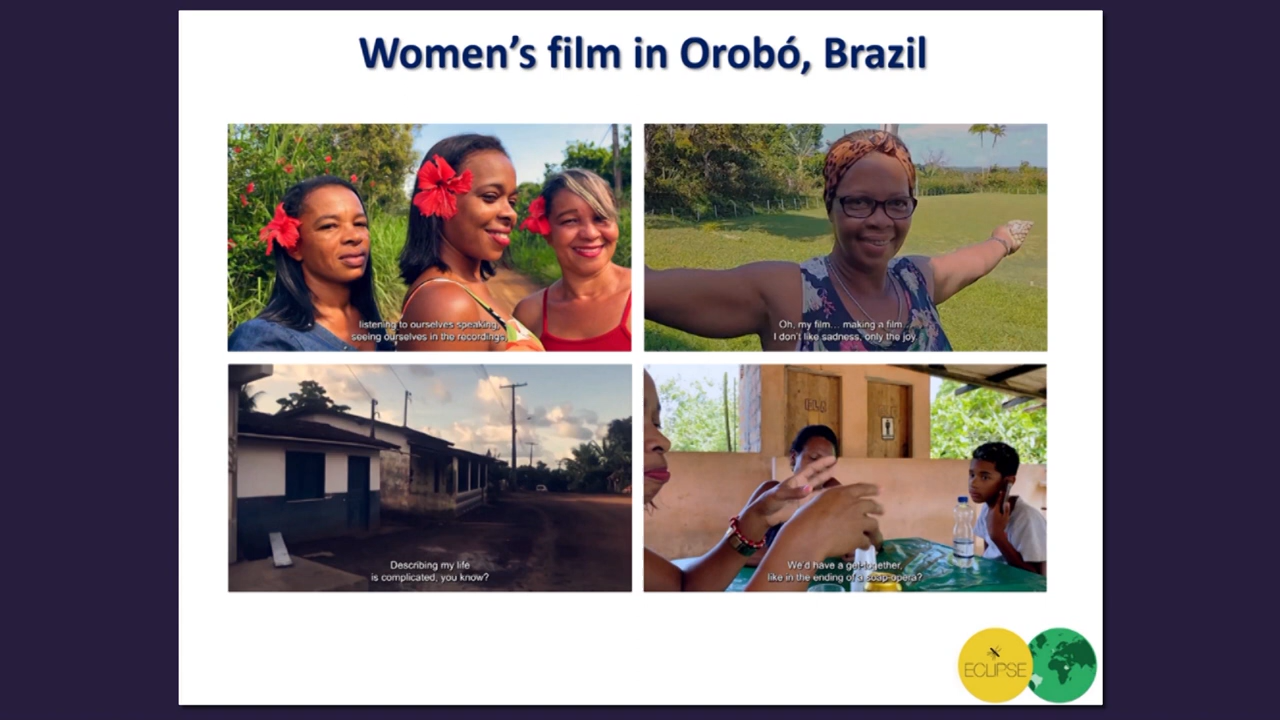 Women’s film in Orobó, Brazil
listening to ourselves speaking,
seeing ourselves in the recordings,
Oh, my film... making a film...
I don't like sadness, only the joy.
Describing my life
is complicated, you know?
ELA
We'd have a get-together,
like in the ending of a soap-opera?
ECLIPSE